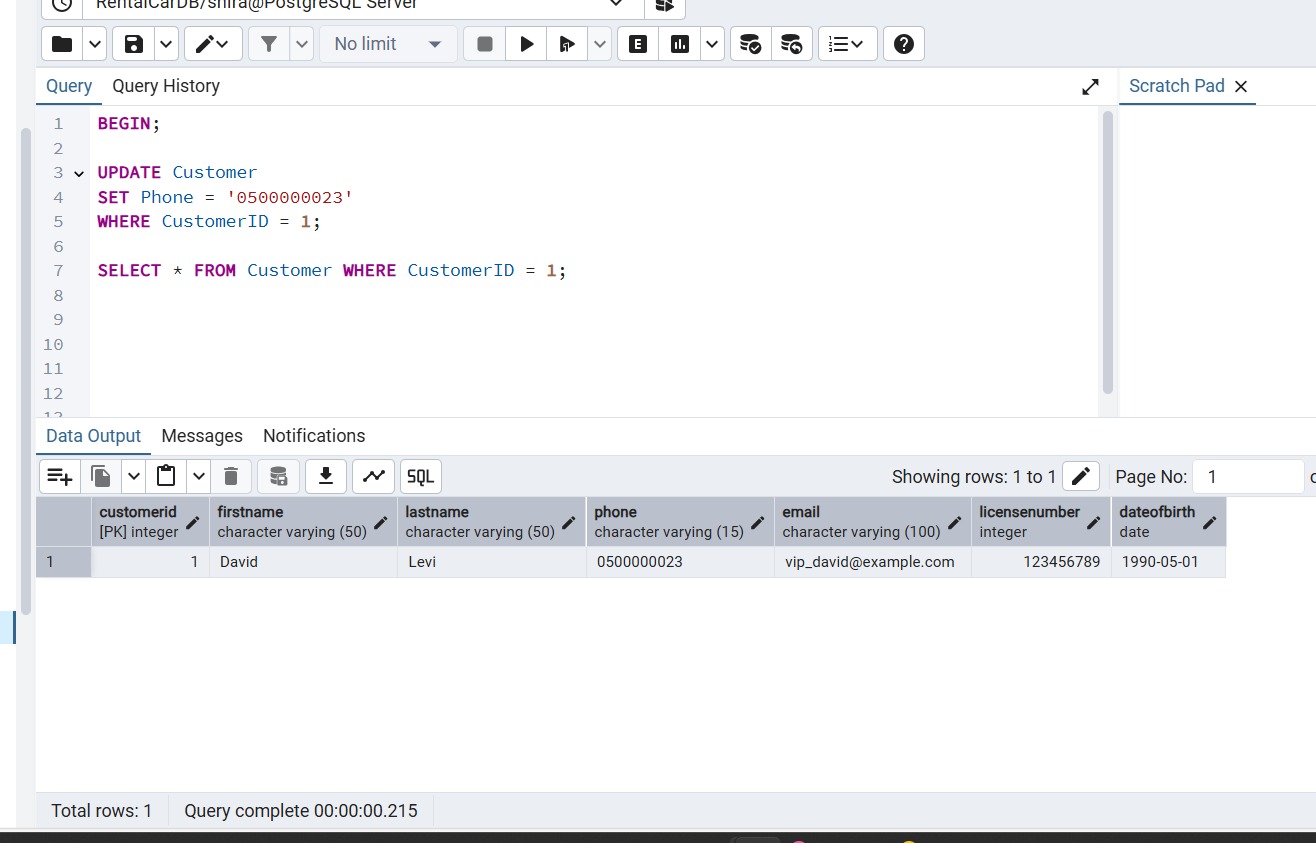 RentalCarDB/shira@PostgreSQL Server
No limit
E
Query Query History
Scratch Pad
1 BEGIN;
2
3 UPDATE Customer
4 SET Phone = '0500000023'
5 WHERE CustomerID = 1;
6
7 SELECT * FROM Customer WHERE CustomerID = 1;
8
9
10
11
12
13
Data Output Messages Notifications
SQL
Showing rows: 1 to 1
Page No: 1
customerid firstname lastname phone email licensenumber dateofbirth
[PK] integer character varying (50) character varying (50) character varying (15) character varying (100) integer date
1 1 David Levi 0500000023 vip_david@example.com 123456789 1990-05-01
Total rows: 1 Query complete 00:00:00.215